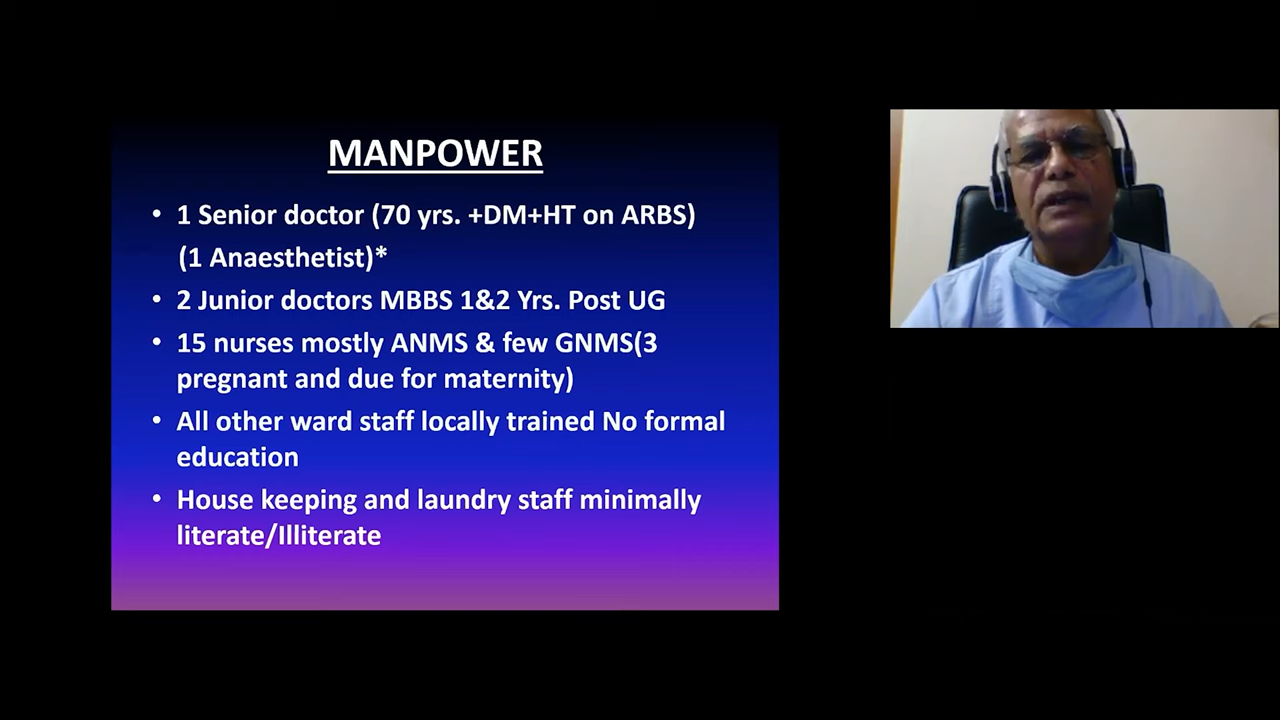 MANPOWER
• 1 Senior doctor (70 yrs. +DM+HT on ARBS)
(1 Anaesthetist)*
• 2 Junior doctors MBBS 1&2 Yrs. Post UG
• 15 nurses mostly ANMS & few GNMS(3
pregnant and due for maternity)
• All other ward staff locally trained No formal
education
• House keeping and laundry staff minimally
literate/Illiterate